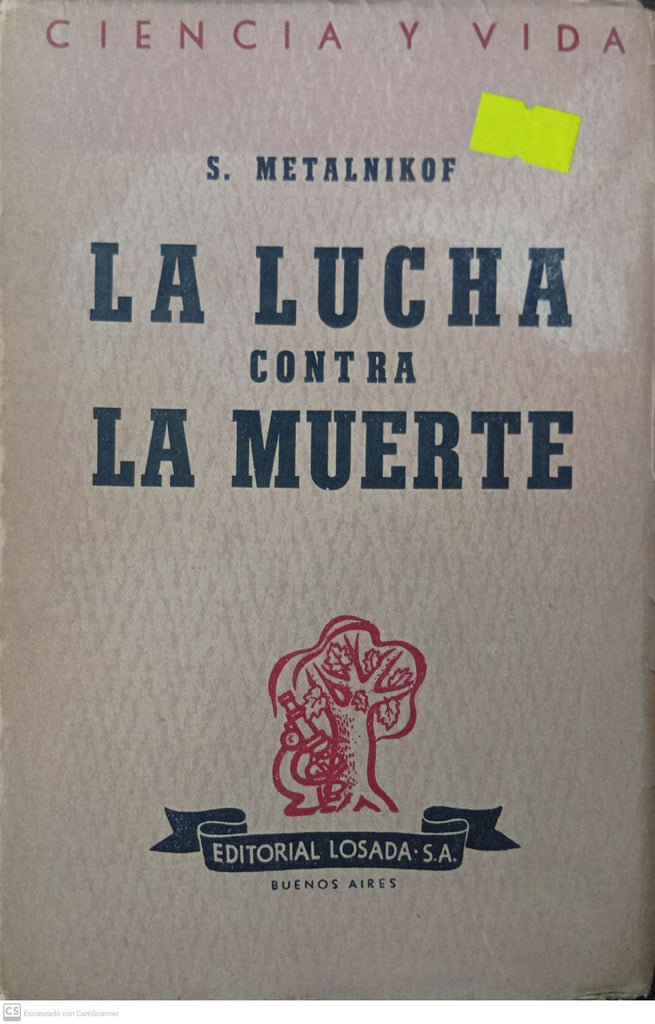 CIENCIA Y VIDA
S. METALNIKOF
LA LUCHA
CONTRA
LA MUERTE
EDITORIAL LOSADA · S.A.
BUENOS AIRES
CS Escaneado con CamScanner